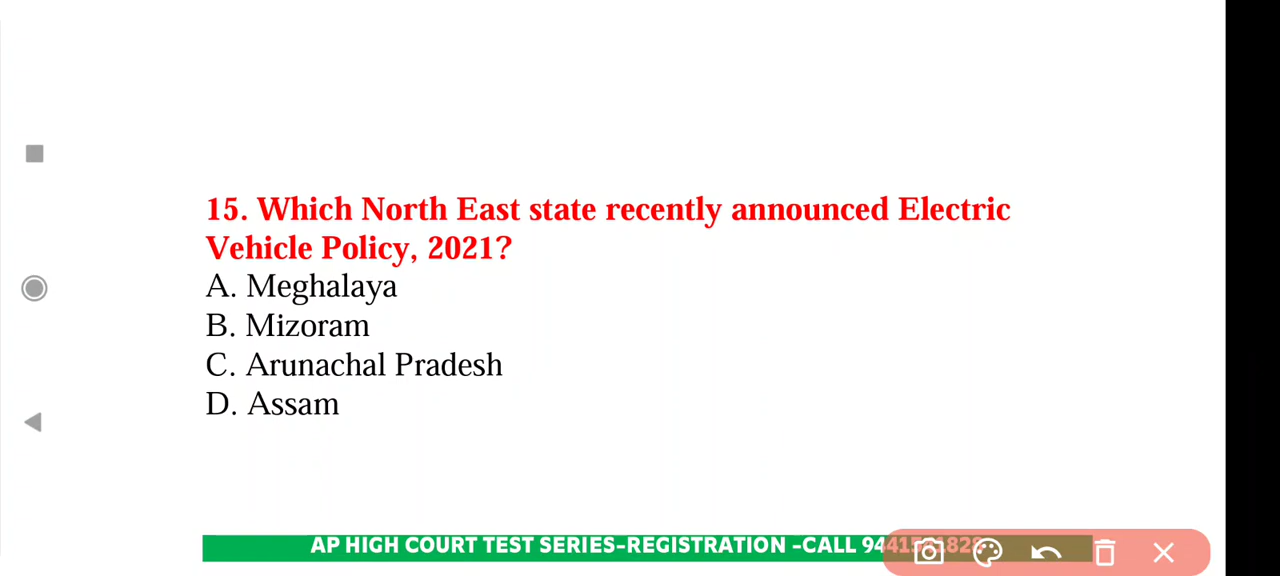 15. Which North East state recently announced Electric
Vehicle Policy, 2021?
A. Meghalaya
B. Mizoram
C. Arunachal Pradesh
D. Assam
AP HIGH COURT TEST SERIES-REGISTRATION -CALL